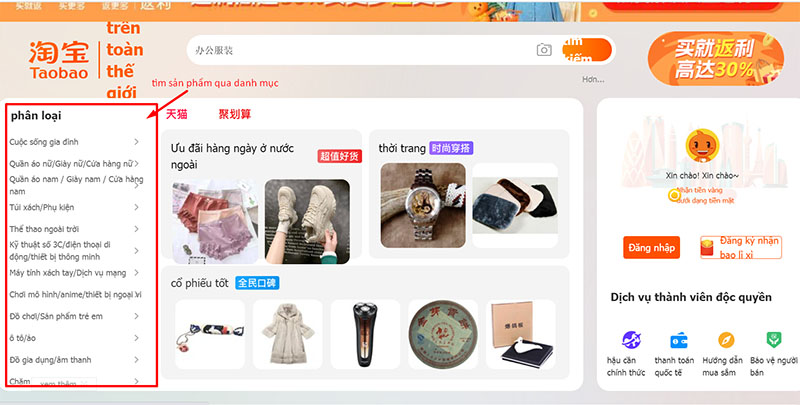 淘宝
Taobao
trên
toàn
thế
giới
办公服装
kiếm
Hơn...
买就返利
高达30%
tìm sản phẩm qua danh mục
phân loại
Cuộc sống gia đình
Quần áo nữ/Giày nữ/Cửa hàng nữ
Quần áo nam / Giày nam / Cửa hàng
nam
Túi xách/Phụ kiện
Thể thao ngoài trời
Kỹ thuật số 3C/điện thoại di
động/thiết bị thông minh
Máy tính xách tay/Dịch vụ mạng
Chơi mô hình/anime/thiết bị ngoại vi
Đồ chơi/Sản phẩm trẻ em
ô tô/áo
Đồ gia dụng/âm thanh
Chăm
xem thêm
天猫
聚划算
Ưu đãi hàng ngày ở nước
ngoài
超值好货
thời trang
时尚穿搭
cổ phiếu tốt
全民口碑
Xin chào! Xin chào~
Nhận tiền vàng
dưới dạng tiền mặt
Đăng nhập
Đăng ký nhận
bao lì xì
Dịch vụ thành viên độc quyền
hậu cần
chính thức
thanh toán
quốc tế
Hướng dẫn
mua sắm
Bảo vệ người
bán